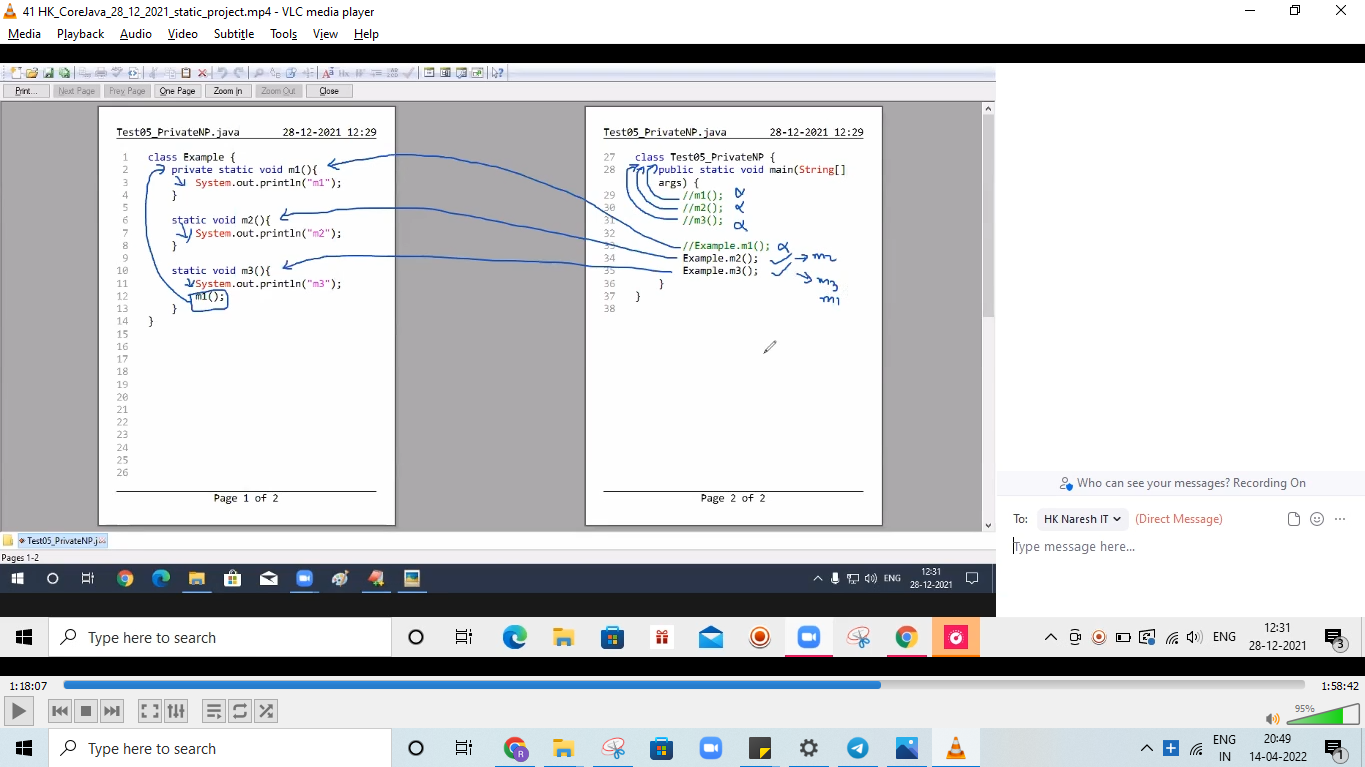 41 HK_CoreJava_28_12_2021_static_project.mp4 - VLC media player
Media Playback Audio Video Subtitle Tools View Help
Print... Next Page Prev Page One Page Zoom In Zoom Out Close
Test05_PrivateNP.java 28-12-2021 12:29
1 class Example {
2 private static void m1(){
3 System.out.println("m1");
4 }
5
6 static void m2(){
7 System.out.println("m2");
8 }
9
10 static void m3(){
11 System.out.println("m3");
12 m1();
13 }
14 }
15
16
17
18
19
20
21
22
23
24
25
26
Page 1 of 2
Test05_PrivateNP.java 28-12-2021 12:29
27 class Test05_PrivateNP {
28 public static void main(String[]
args) {
29 //m1();
30 //m2();
31 //m3();
33 //Example.m1();
34 Example.m2(); m2
35 Example.m3(); m3
36 } m1
37 }
38
Page 2 of 2
Who can see your messages? Recording On
To: HK Naresh IT (Direct Message)
Type message here...
Test05_PrivateNP.j
Pages 1-2
ENG 12:31
28-12-2021
Type here to search ENG 12:31
28-12-2021 3
1:18:07 1:58:42
95%
Type here to search ENG 20:49
IN 14-04-2022 1